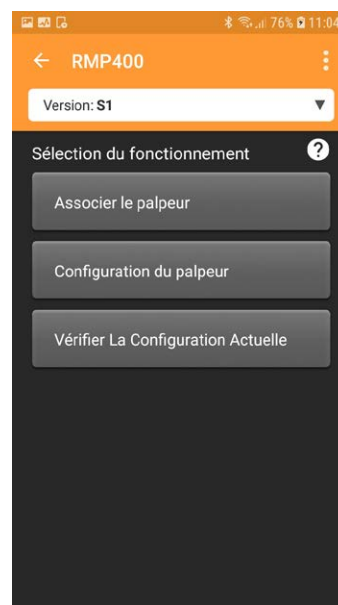 76% 11:04
RMP400
Version: S1
Sélection du fonctionnement
?
Associer le palpeur
Configuration du palpeur
Vérifier La Configuration Actuelle